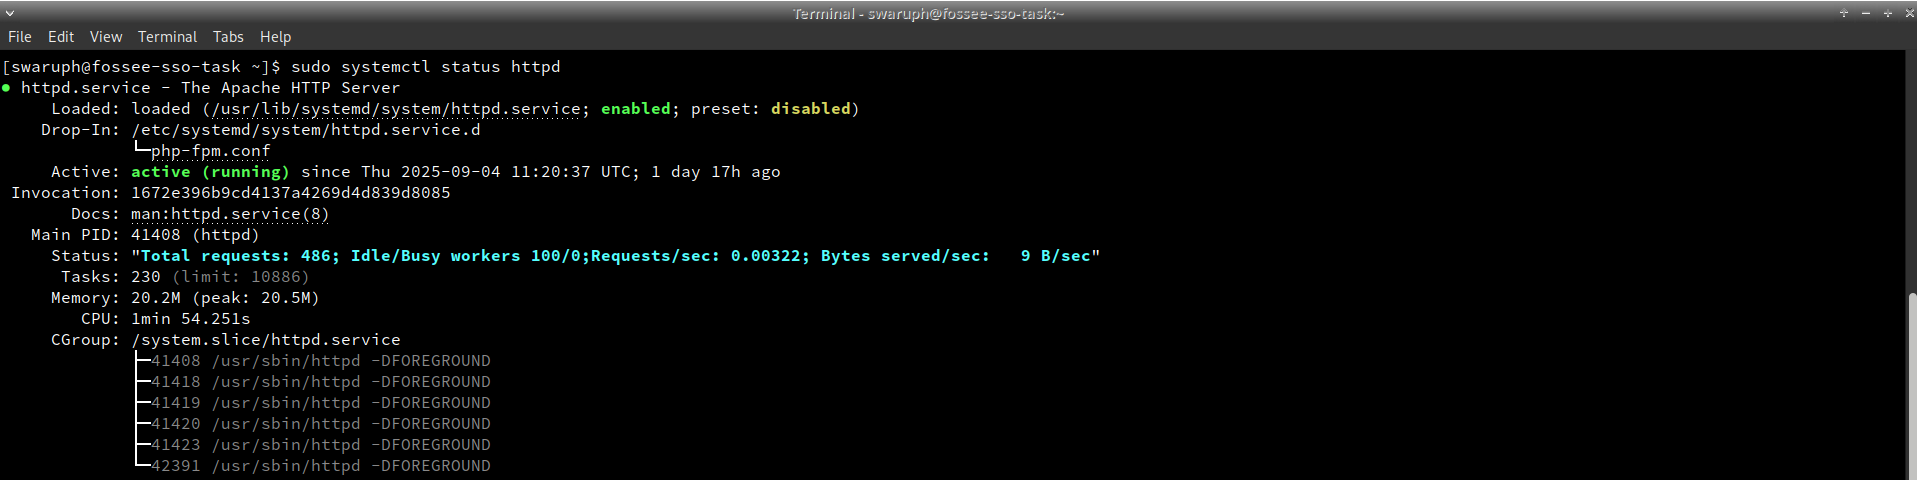 Terminal - swaruph@fossee-sso-task:~
File Edit View Terminal Tabs Help
[swaruph@fossee-sso-task ~]$ sudo systemctl status httpd
● httpd.service - The Apache HTTP Server
Loaded: loaded (/usr/lib/systemd/system/httpd.service; enabled; preset: disabled)
Drop-In: /etc/systemd/system/httpd.service.d
└─php-fpm.conf
Active: active (running) since Thu 2025-09-04 11:20:37 UTC; 1 day 17h ago
Invocation: 1672e396b9cd4137a4269d4d839d8085
Docs: man:httpd.service(8)
Main PID: 41408 (httpd)
Status: "Total requests: 486; Idle/Busy workers 100/0;Requests/sec: 0.00322; Bytes served/sec:   9 B/sec"
Tasks: 230 (limit: 10886)
Memory: 20.2M (peak: 20.5M)
CPU: 1min 54.251s
CGroup: /system.slice/httpd.service
├─41408 /usr/sbin/httpd -DFOREGROUND
├─41418 /usr/sbin/httpd -DFOREGROUND
├─41419 /usr/sbin/httpd -DFOREGROUND
├─41420 /usr/sbin/httpd -DFOREGROUND
├─41423 /usr/sbin/httpd -DFOREGROUND
└─42391 /usr/sbin/httpd -DFOREGROUND